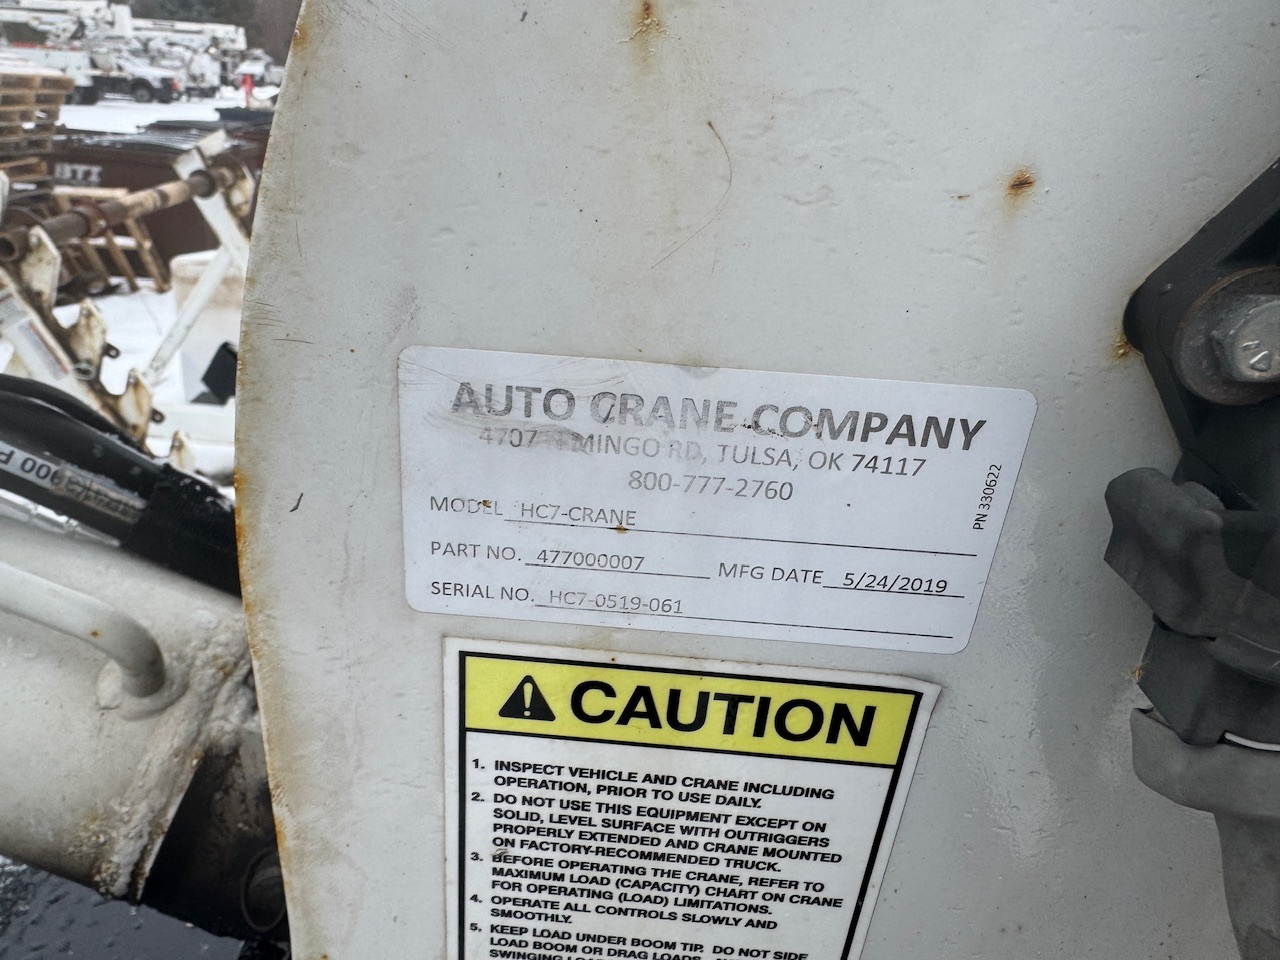 BTI
AUTO CRANE COMPANY
4707 N MINGO RD, TULSA, OK 74117
800-777-2760
MODEL HC7-CRANE
PART NO. 477000007 MFG DATE 5/24/2019
SERIAL NO. HC7-0519-061
PN 330622
CAUTION
1. INSPECT VEHICLE AND CRANE INCLUDING
OPERATION, PRIOR TO USE DAILY.
2. DO NOT USE THIS EQUIPMENT EXCEPT ON
SOLID, LEVEL SURFACE WITH OUTRIGGERS
PROPERLY EXTENDED AND CRANE MOUNTED
ON FACTORY-RECOMMENDED TRUCK.
3. BEFORE OPERATING THE CRANE, REFER TO
MAXIMUM LOAD (CAPACITY) CHART ON CRANE
FOR OPERATING (LOAD) LIMITATIONS.
4. OPERATE ALL CONTROLS SLOWLY AND
SMOOTHLY.
5. KEEP LOAD UNDER BOOM TIP. DO NOT SIDE
LOAD BOOM OR DRAG LOADS.
SWINGING